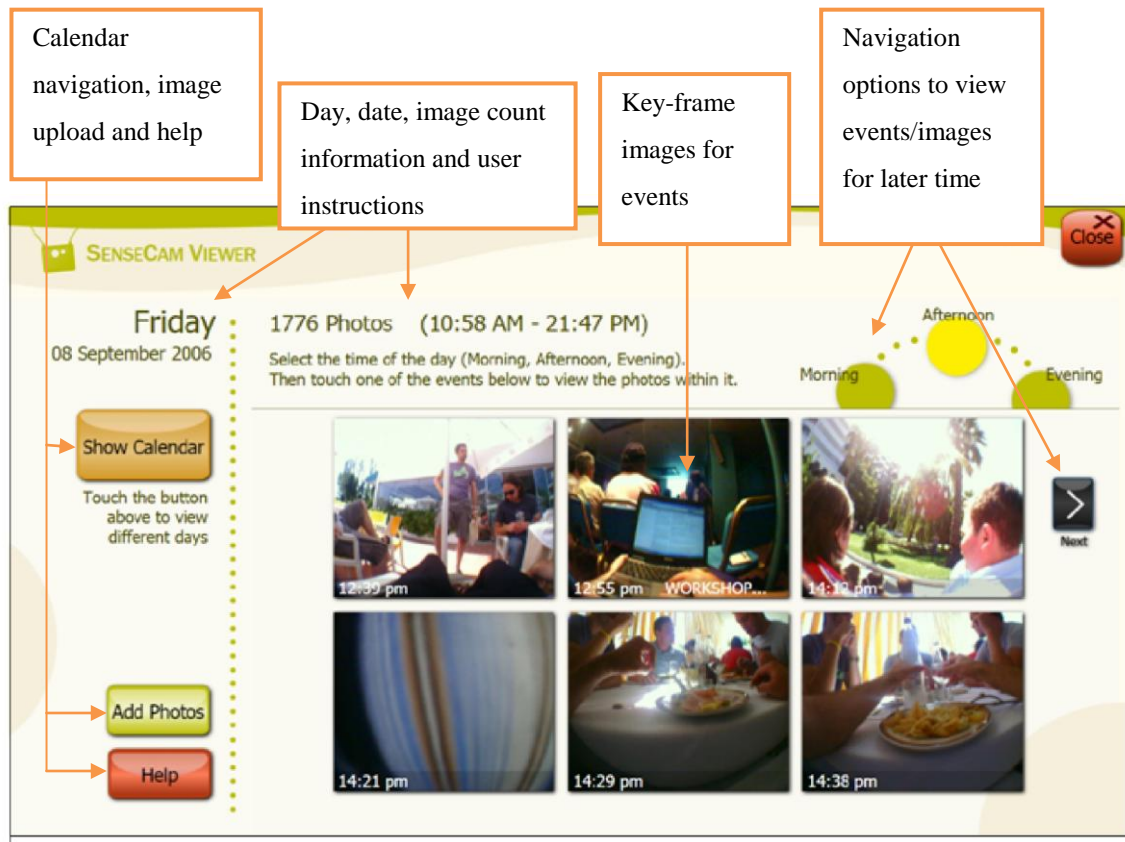 Calendar
navigation, image
upload and help
Day, date, image count
information and user
instructions
Key-frame
images for
events
Navigation
options to view
events/images
for later time
SENSECAM VIEWER
Close
Friday
08 September 2006
1776 Photos (10:58 AM - 21:47 PM)
Select the time of the day (Morning, Afternoon, Evening).
Then touch one of the events below to view the photos within it.
Morning
Afternoon
Evening
Show Calendar
Touch the button
above to view
different days
Add Photos
Help
12:39 pm
12:55 pm WORKSHOP...
14:12 pm
Next
14:21 pm
14:29 pm
14:38 pm